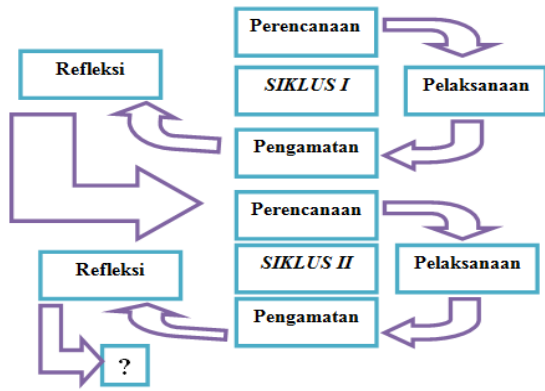 Perencanaan
Refleksi
SIKLUS I
Pelaksanaan
Pengamatan
Perencanaan
Refleksi
SIKLUS II
Pelaksanaan
Pengamatan
?